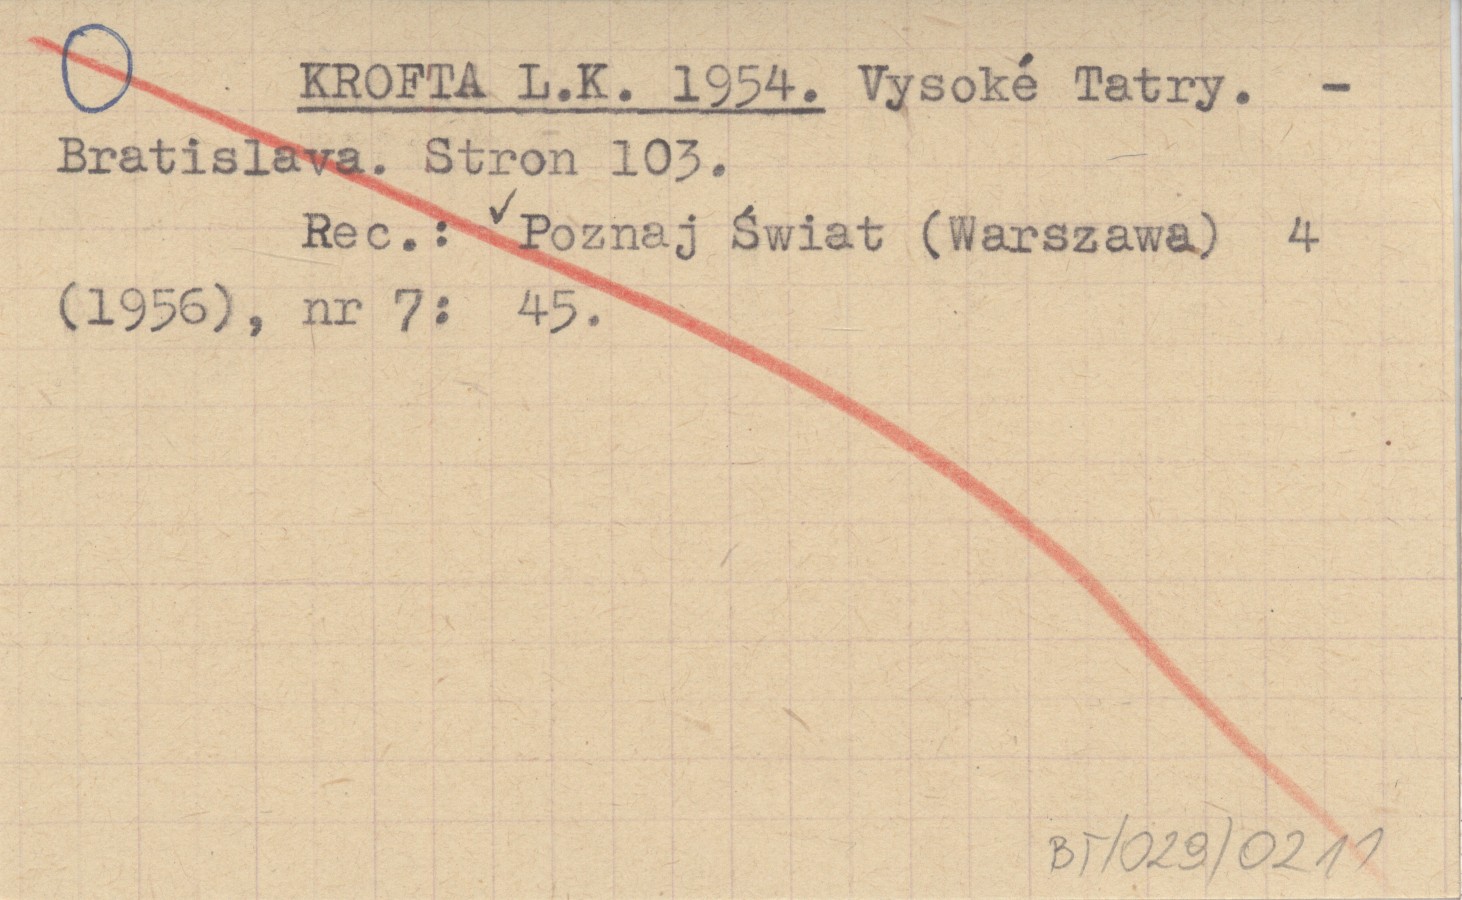 KROFTA L.K. 1954. Vysoké Tatry. -
Bratislava. Stron 103.
Rec.: ✓Poznaj Świat (Warszawa) 4
(1956), nr 7: 45.
BT/029/0211